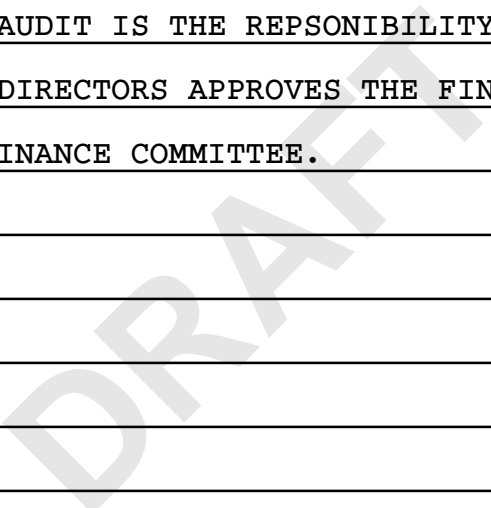 AUDIT IS THE REPSONIBILITY
DIRECTORS APPROVES THE FIN
INANCE COMMITTEE.
DRAFT